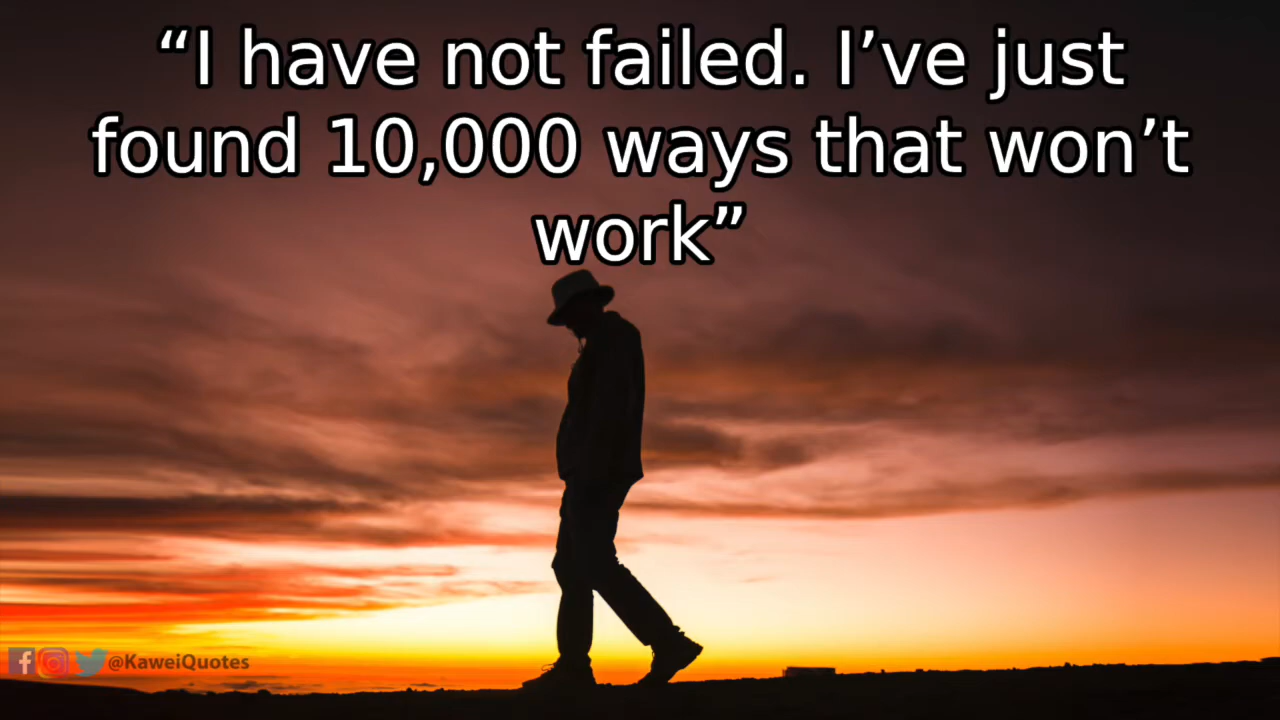 “I have not failed. I’ve just
found 10,000 ways that won’t
work”
@KaweiQuotes